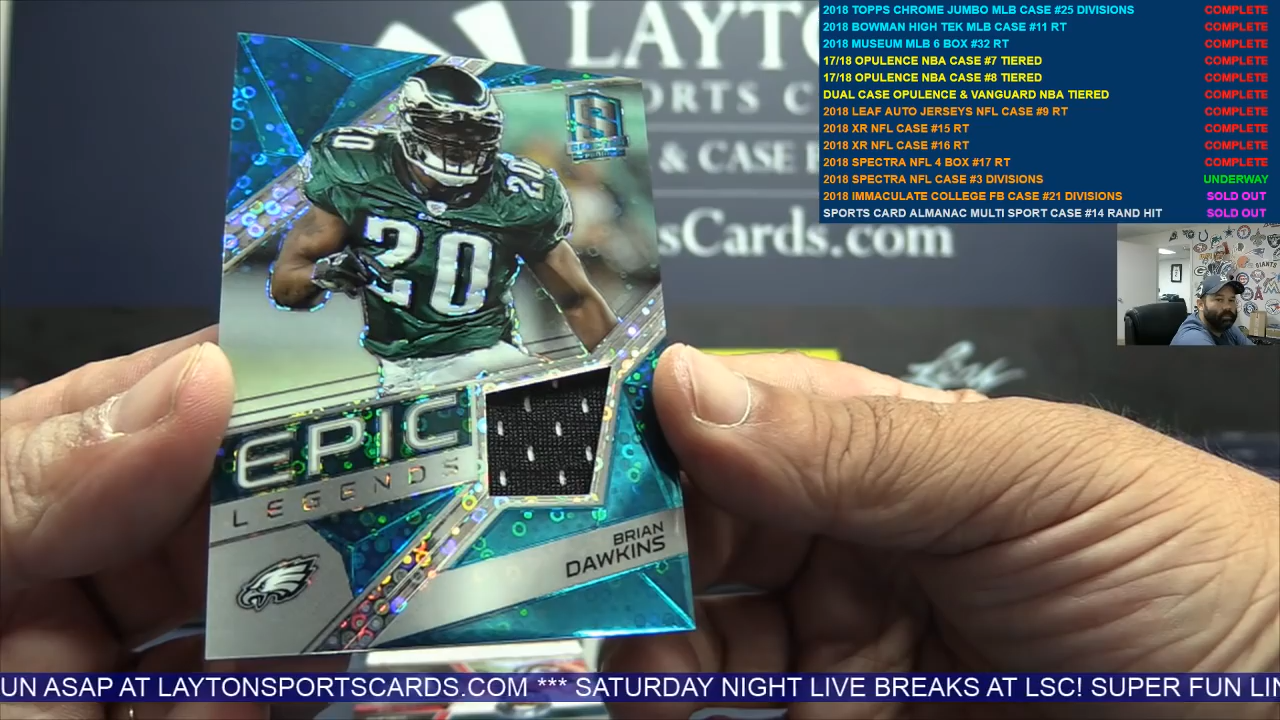 LAYT
ORTS C
& CASE B
sCards.com
2018 TOPPS CHROME JUMBO MLB CASE #25 DIVISIONS COMPLETE
2018 BOWMAN HIGH TEK MLB CASE #11 RT COMPLETE
2018 MUSEUM MLB 6 BOX #32 RT COMPLETE
17/18 OPULENCE NBA CASE #7 TIERED COMPLETE
17/18 OPULENCE NBA CASE #8 TIERED COMPLETE
DUAL CASE OPULENCE & VANGUARD NBA TIERED COMPLETE
2018 LEAF AUTO JERSEYS NFL CASE #9 RT COMPLETE
2018 XR NFL CASE #15 RT COMPLETE
2018 XR NFL CASE #16 RT COMPLETE
2018 SPECTRA NFL 4 BOX #17 RT COMPLETE
2018 SPECTRA NFL CASE #3 DIVISIONS UNDERWAY
2018 IMMACULATE COLLEGE FB CASE #21 DIVISIONS SOLD OUT
SPORTS CARD ALMANAC MULTI SPORT CASE #14 RAND HIT SOLD OUT
GIANTS
20
20
20
S
SPECTRA
EPIC
LEGENDS
BRIAN
DAWKINS
Leaf
UN ASAP AT LAYTONSPORTSCARDS.COM *** SATURDAY NIGHT LIVE BREAKS AT LSC! SUPER FUN LIN